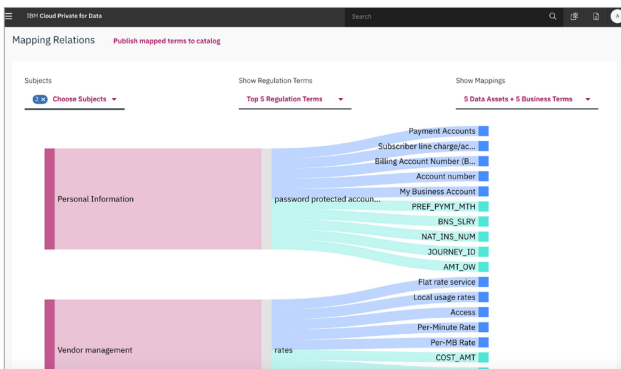 IBM Cloud Private for Data
Search
A
Mapping Relations
Publish mapped terms to catalog
Subjects
Show Regulation Terms
Show Mappings
2 × Choose Subjects
Top 5 Regulation Terms
5 Data Assets + 5 Business Terms
Payment Accounts
Subscriber line charge/ac...
Billing Account Number (B...
Account number
My Business Account
Personal Information
password protected accoun...
PREF_PYMT_MTH
BNS_SLRY
NAT_INS_NUM
JOURNEY_ID
AMT_OW
Flat rate service
Local usage rates
Access
Per-Minute Rate
Per-MB Rate
Vendor management
rates
COST_AMT